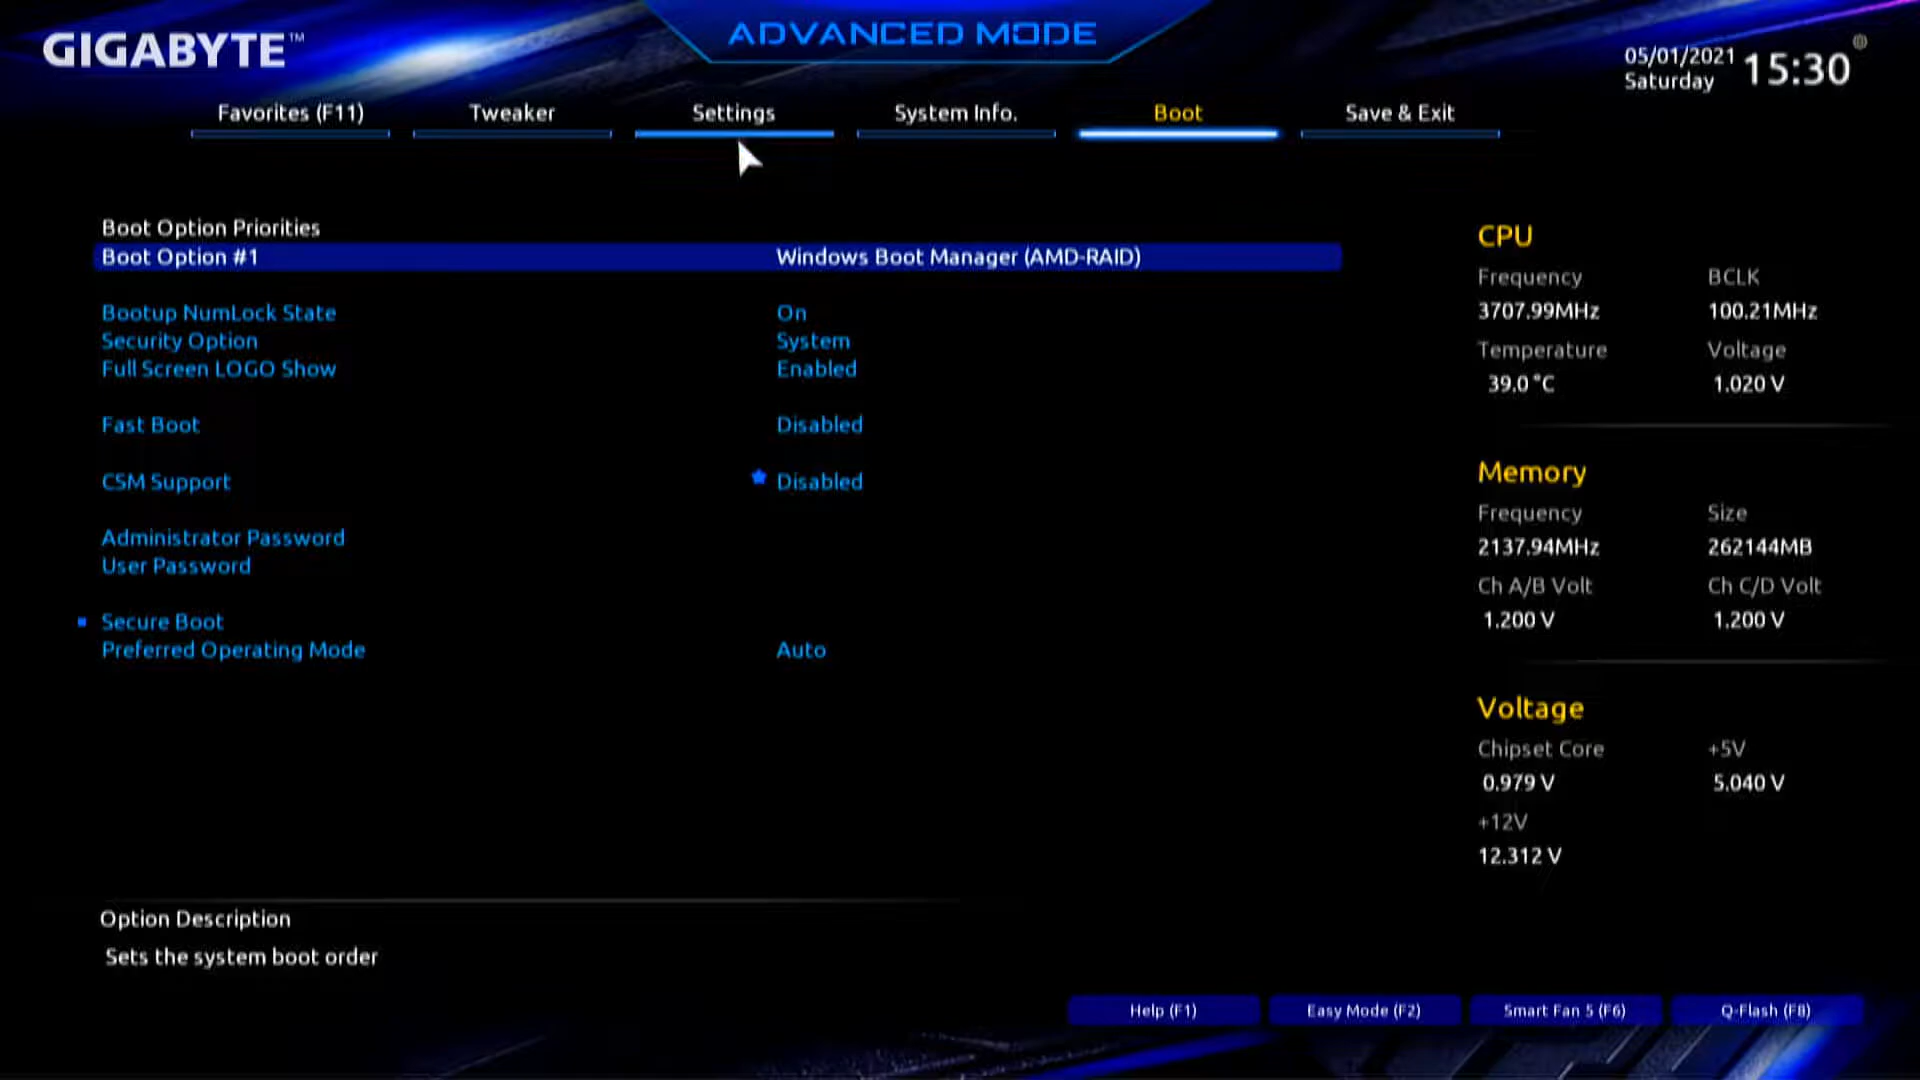 GIGABYTE™
ADVANCED MODE
05/01/2021
Saturday
15:30
Favorites (F11) Tweaker Settings System Info. Boot Save & Exit
Boot Option Priorities
Boot Option #1 Windows Boot Manager (AMD-RAID)
Bootup NumLock State On
Security Option System
Full Screen LOGO Show Enabled
Fast Boot Disabled
CSM Support Disabled
Administrator Password
User Password
Secure Boot
Preferred Operating Mode Auto
CPU
Frequency BCLK
3707.99MHz 100.21MHz
Temperature Voltage
39.0 °C 1.020 V
Memory
Frequency Size
2137.94MHz 262144MB
Ch A/B Volt Ch C/D Volt
1.200 V 1.200 V
Voltage
Chipset Core +5V
0.979 V 5.040 V
+12V
12.312 V
Option Description
Sets the system boot order
Help (F1) Easy Mode (F2) Smart Fan 5 (F6) Q-Flash (F8)